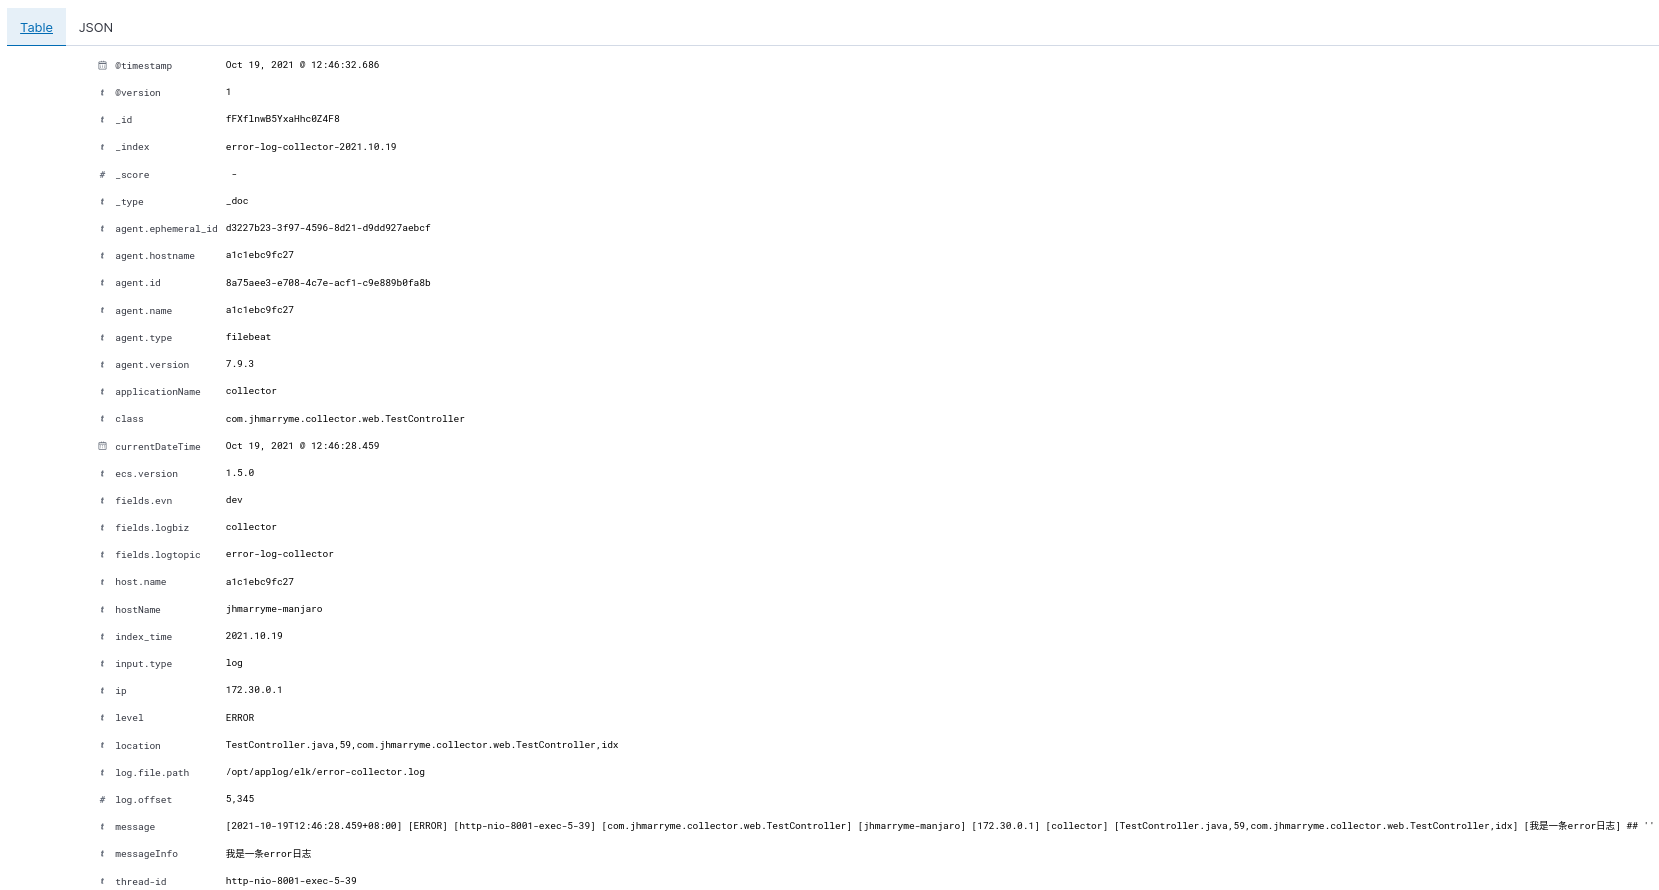 Table JSON
@timestamp Oct 19, 2021 @ 12:46:32.686
@version 1
_id fFXflnwB5YxaHhc0Z4F8
_index error-log-collector-2021.10.19
# _score -
_type _doc
agent.ephemeral_id d3227b23-3f97-4596-8d21-d9dd927aebcf
agent.hostname a1c1ebc9fc27
agent.id 8a75aee3-e708-4c7e-acf1-c9e889b0fa8b
agent.name a1c1ebc9fc27
agent.type filebeat
agent.version 7.9.3
applicationName collector
class com.jhmarryme.collector.web.TestController
currentDateTime Oct 19, 2021 @ 12:46:28.459
ecs.version 1.5.0
fields.evn dev
fields.logbiz collector
fields.logtopic error-log-collector
host.name a1c1ebc9fc27
hostName jhmarryme-manjaro
index_time 2021.10.19
input.type log
ip 172.30.0.1
level ERROR
location TestController.java,59,com.jhmarryme.collector.web.TestController,idx
log.file.path /opt/applog/elk/error-collector.log
# log.offset 5,345
message [2021-10-19T12:46:28.459+08:00] [ERROR] [http-nio-8001-exec-5-39] [com.jhmarryme.collector.web.TestController] [jhmarryme-manjaro] [172.30.0.1] [collector] [TestController.java,59,com.jhmarryme.collector.web.TestController,idx] [我是一条error日志] ## ''
messageInfo 我是一条error日志
thread-id http-nio-8001-exec-5-39